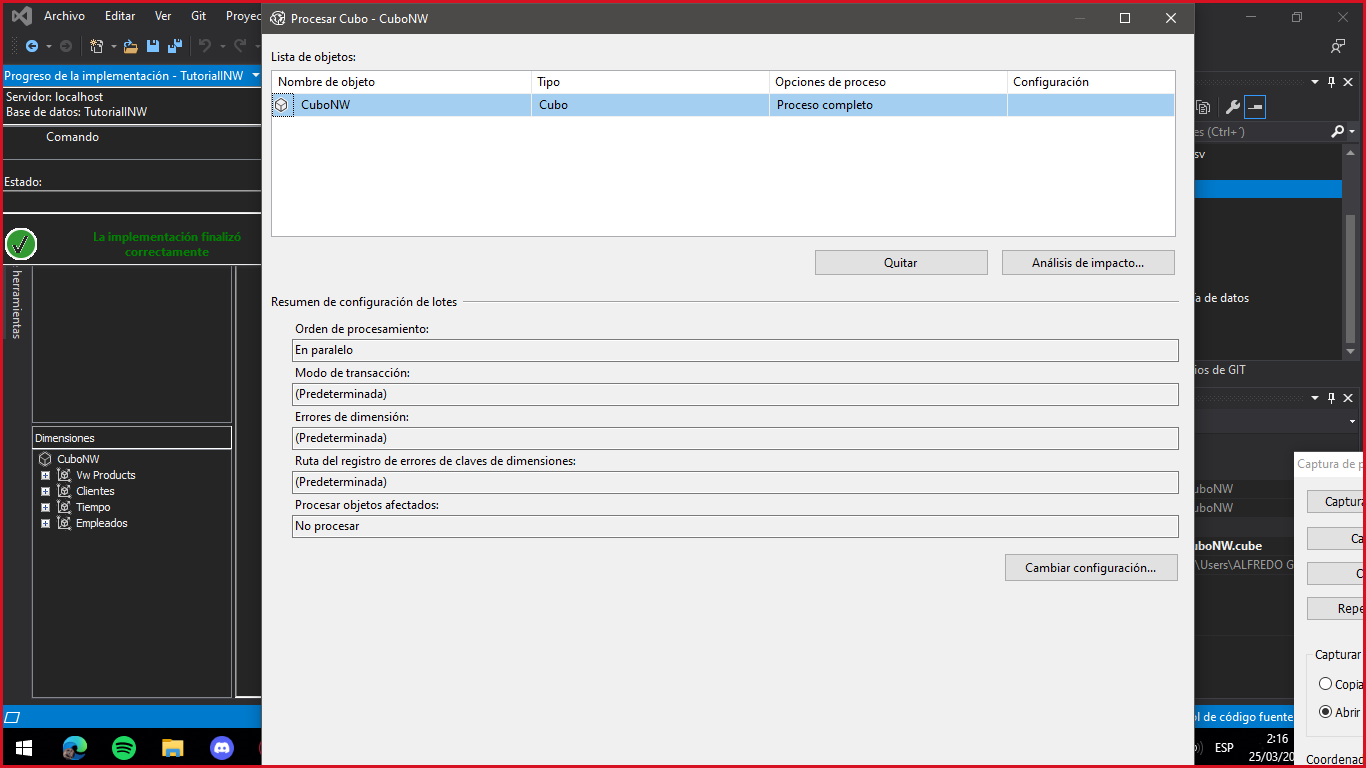 Archivo Editar Ver Git Proyec
Procesar Cubo - CuboNW
Progreso de la implementación - TutorialNW
Servidor: localhost
Base de datos: TutorialNW
Comando
Estado:
La implementación finalizó
correctamente
herramientas
Dimensiones
CuboNW
Vw Products
Clientes
Tiempo
Empleados
Lista de objetos:
Nombre de objeto Tipo Opciones de proceso Configuración
CuboNW Cubo Proceso completo
Quitar Análisis de impacto...
Resumen de configuración de lotes
Orden de procesamiento:
En paralelo
Modo de transacción:
(Predeterminada)
Errores de dimensión:
(Predeterminada)
Ruta del registro de errores de claves de dimensiones:
(Predeterminada)
Procesar objetos afectados:
No procesar
Cambiar configuración...
es (Ctrl+´)
sv
ía de datos
ios de GIT
uboNW
uboNW
uboNW.cube
\Users\ALFREDO G
Captura de p
Captura
Ca
O
Repe
Capturar
Copia
Abrir
Coordenad
ol de código fuente
ESP
2:16
25/03/20